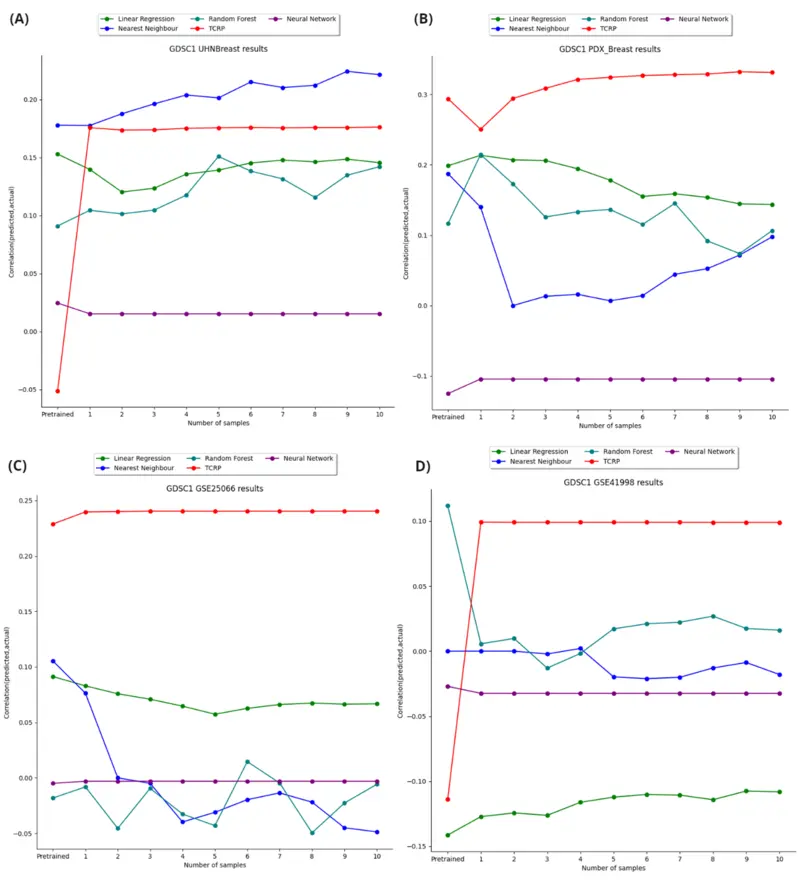 (A)
Linear Regression Random Forest Neural Network
Nearest Neighbour TCRP
GDSC1 UHNBreast results
Correlation(predicted,actual)
0.20
0.15
0.10
0.05
0.00
−0.05
Pretrained 1 2 3 4 5 6 7 8 9 10
Number of samples
(B)
Linear Regression Random Forest Neural Network
Nearest Neighbour TCRP
GDSC1 PDX_Breast results
Correlation(predicted,actual)
0.3
0.2
0.1
0.0
−0.1
Pretrained 1 2 3 4 5 6 7 8 9 10
Number of samples
(C)
Linear Regression Random Forest Neural Network
Nearest Neighbour TCRP
GDSC1 GSE25066 results
Correlation(predicted,actual)
0.25
0.20
0.15
0.10
0.05
0.00
−0.05
Pretrained 1 2 3 4 5 6 7 8 9 10
Number of samples
D)
Linear Regression Random Forest Neural Network
Nearest Neighbour TCRP
GDSC1 GSE41998 results
Correlation(predicted,actual)
0.10
0.05
0.00
−0.05
−0.10
−0.15
Pretrained 1 2 3 4 5 6 7 8 9 10
Number of samples